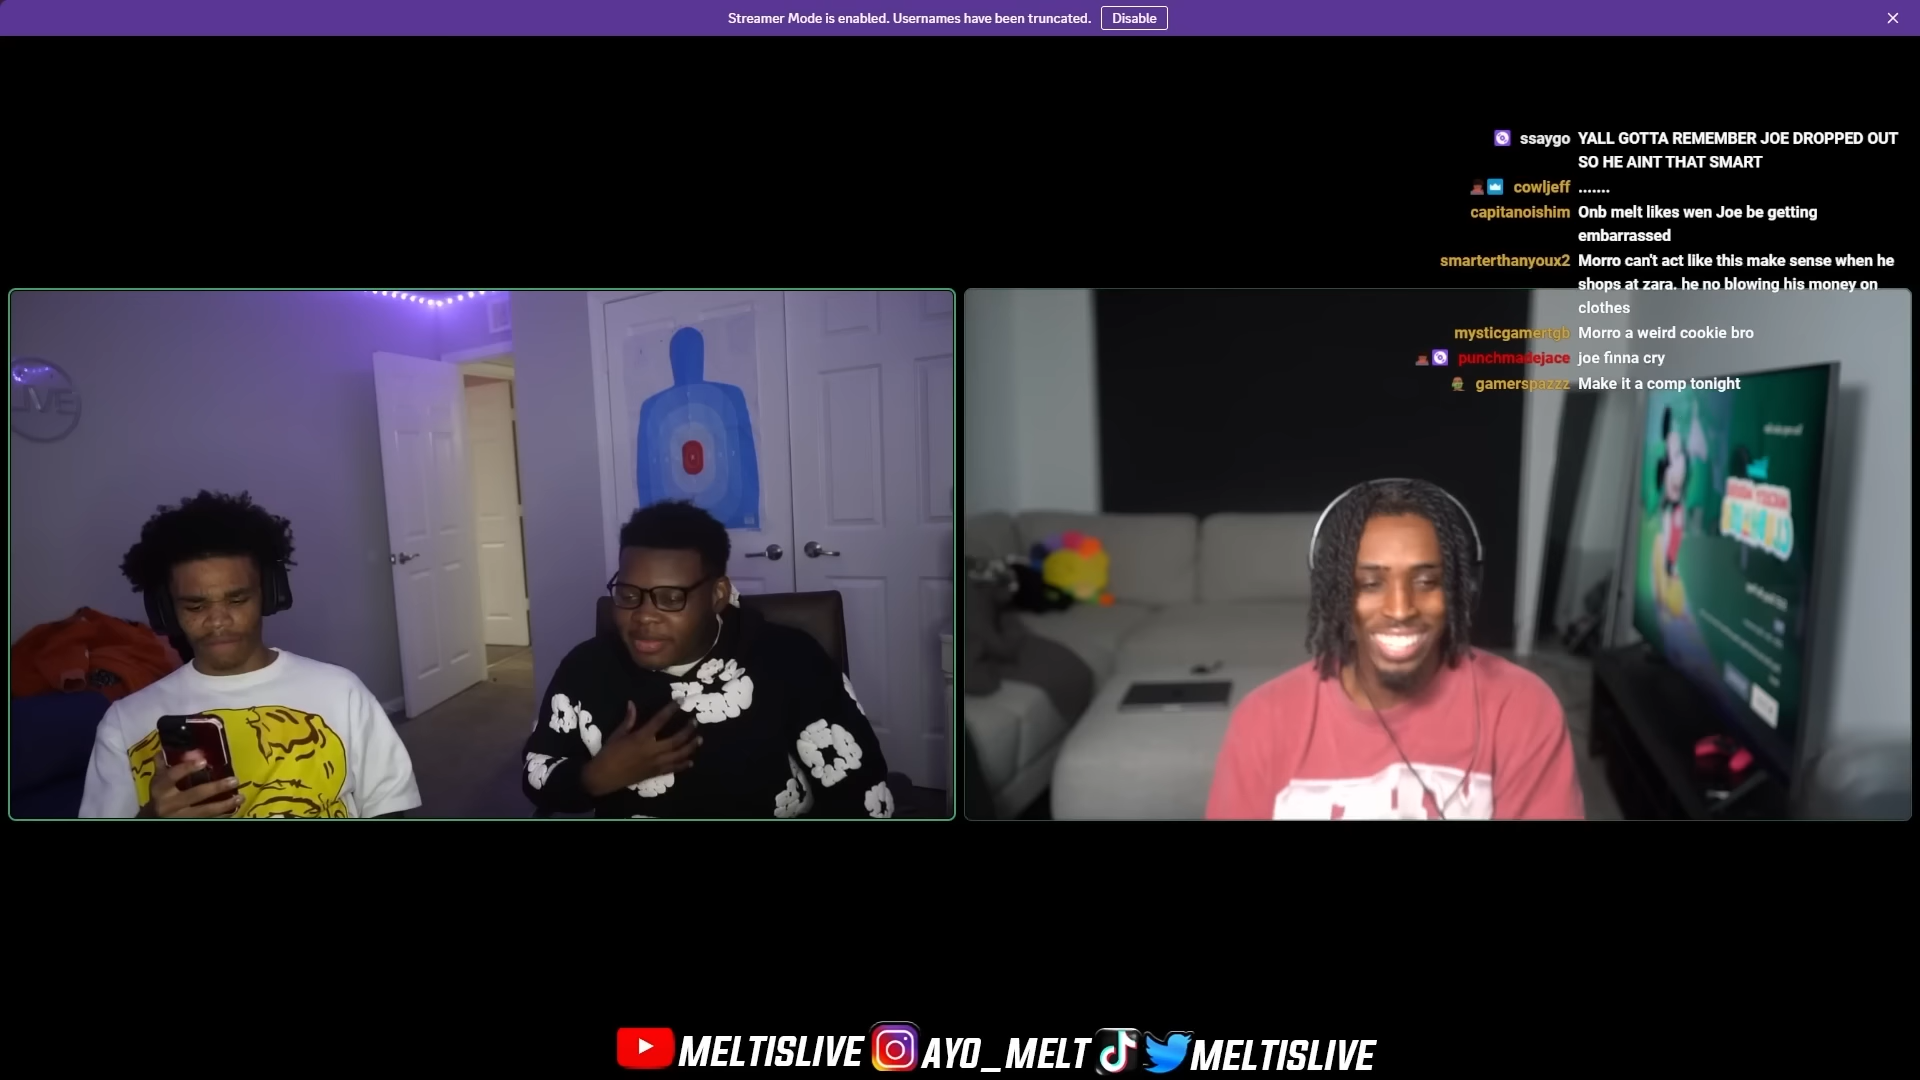 Streamer Mode is enabled. Usernames have been truncated. Disable
ssaygo YALL GOTTA REMEMBER JOE DROPPED OUT
SO HE AINT THAT SMART
cowljeff .......
capitanoishim Onb melt likes wen Joe be getting
embarrassed
smarterthanyoux2 Morro can't act like this make sense when he
shops at zara. he no blowing his money on
clothes
mysticgamertgb Morro a weird cookie bro
punchmadejace joe finna cry
gamerspazzz Make it a comp tonight
LIVE
MELTISLIVE AYO_MELT MELTISLIVE